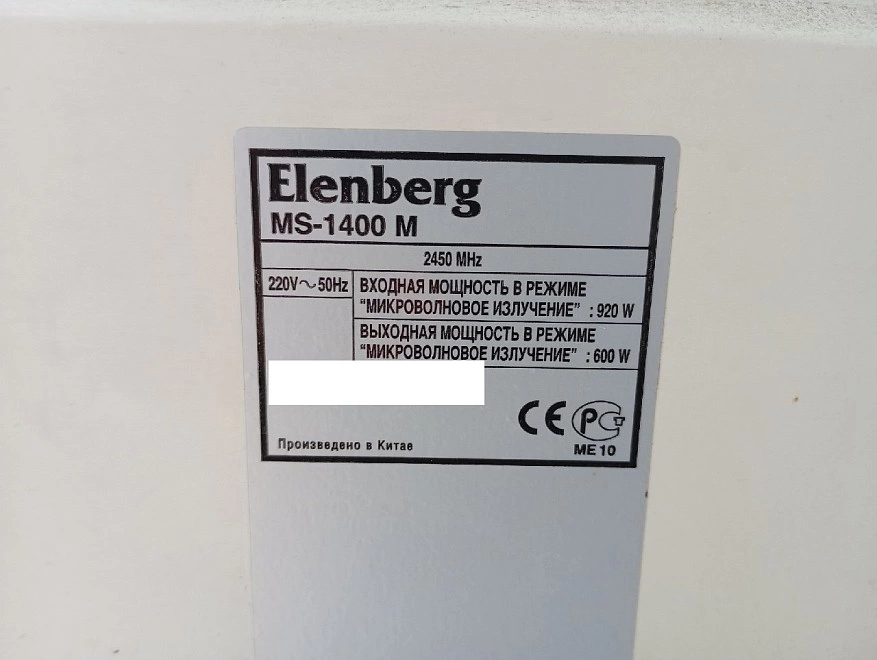 Elenberg
MS-1400 M
2450 MHz
220V~50Hz
ВХОДНАЯ МОЩНОСТЬ В РЕЖИМЕ
"МИКРОВОЛНОВОЕ ИЗЛУЧЕНИЕ" : 920 W
ВЫХОДНАЯ МОЩНОСТЬ В РЕЖИМЕ
"МИКРОВОЛНОВОЕ ИЗЛУЧЕНИЕ" : 600 W
CE РСТ
ME 10
Произведено в Китае